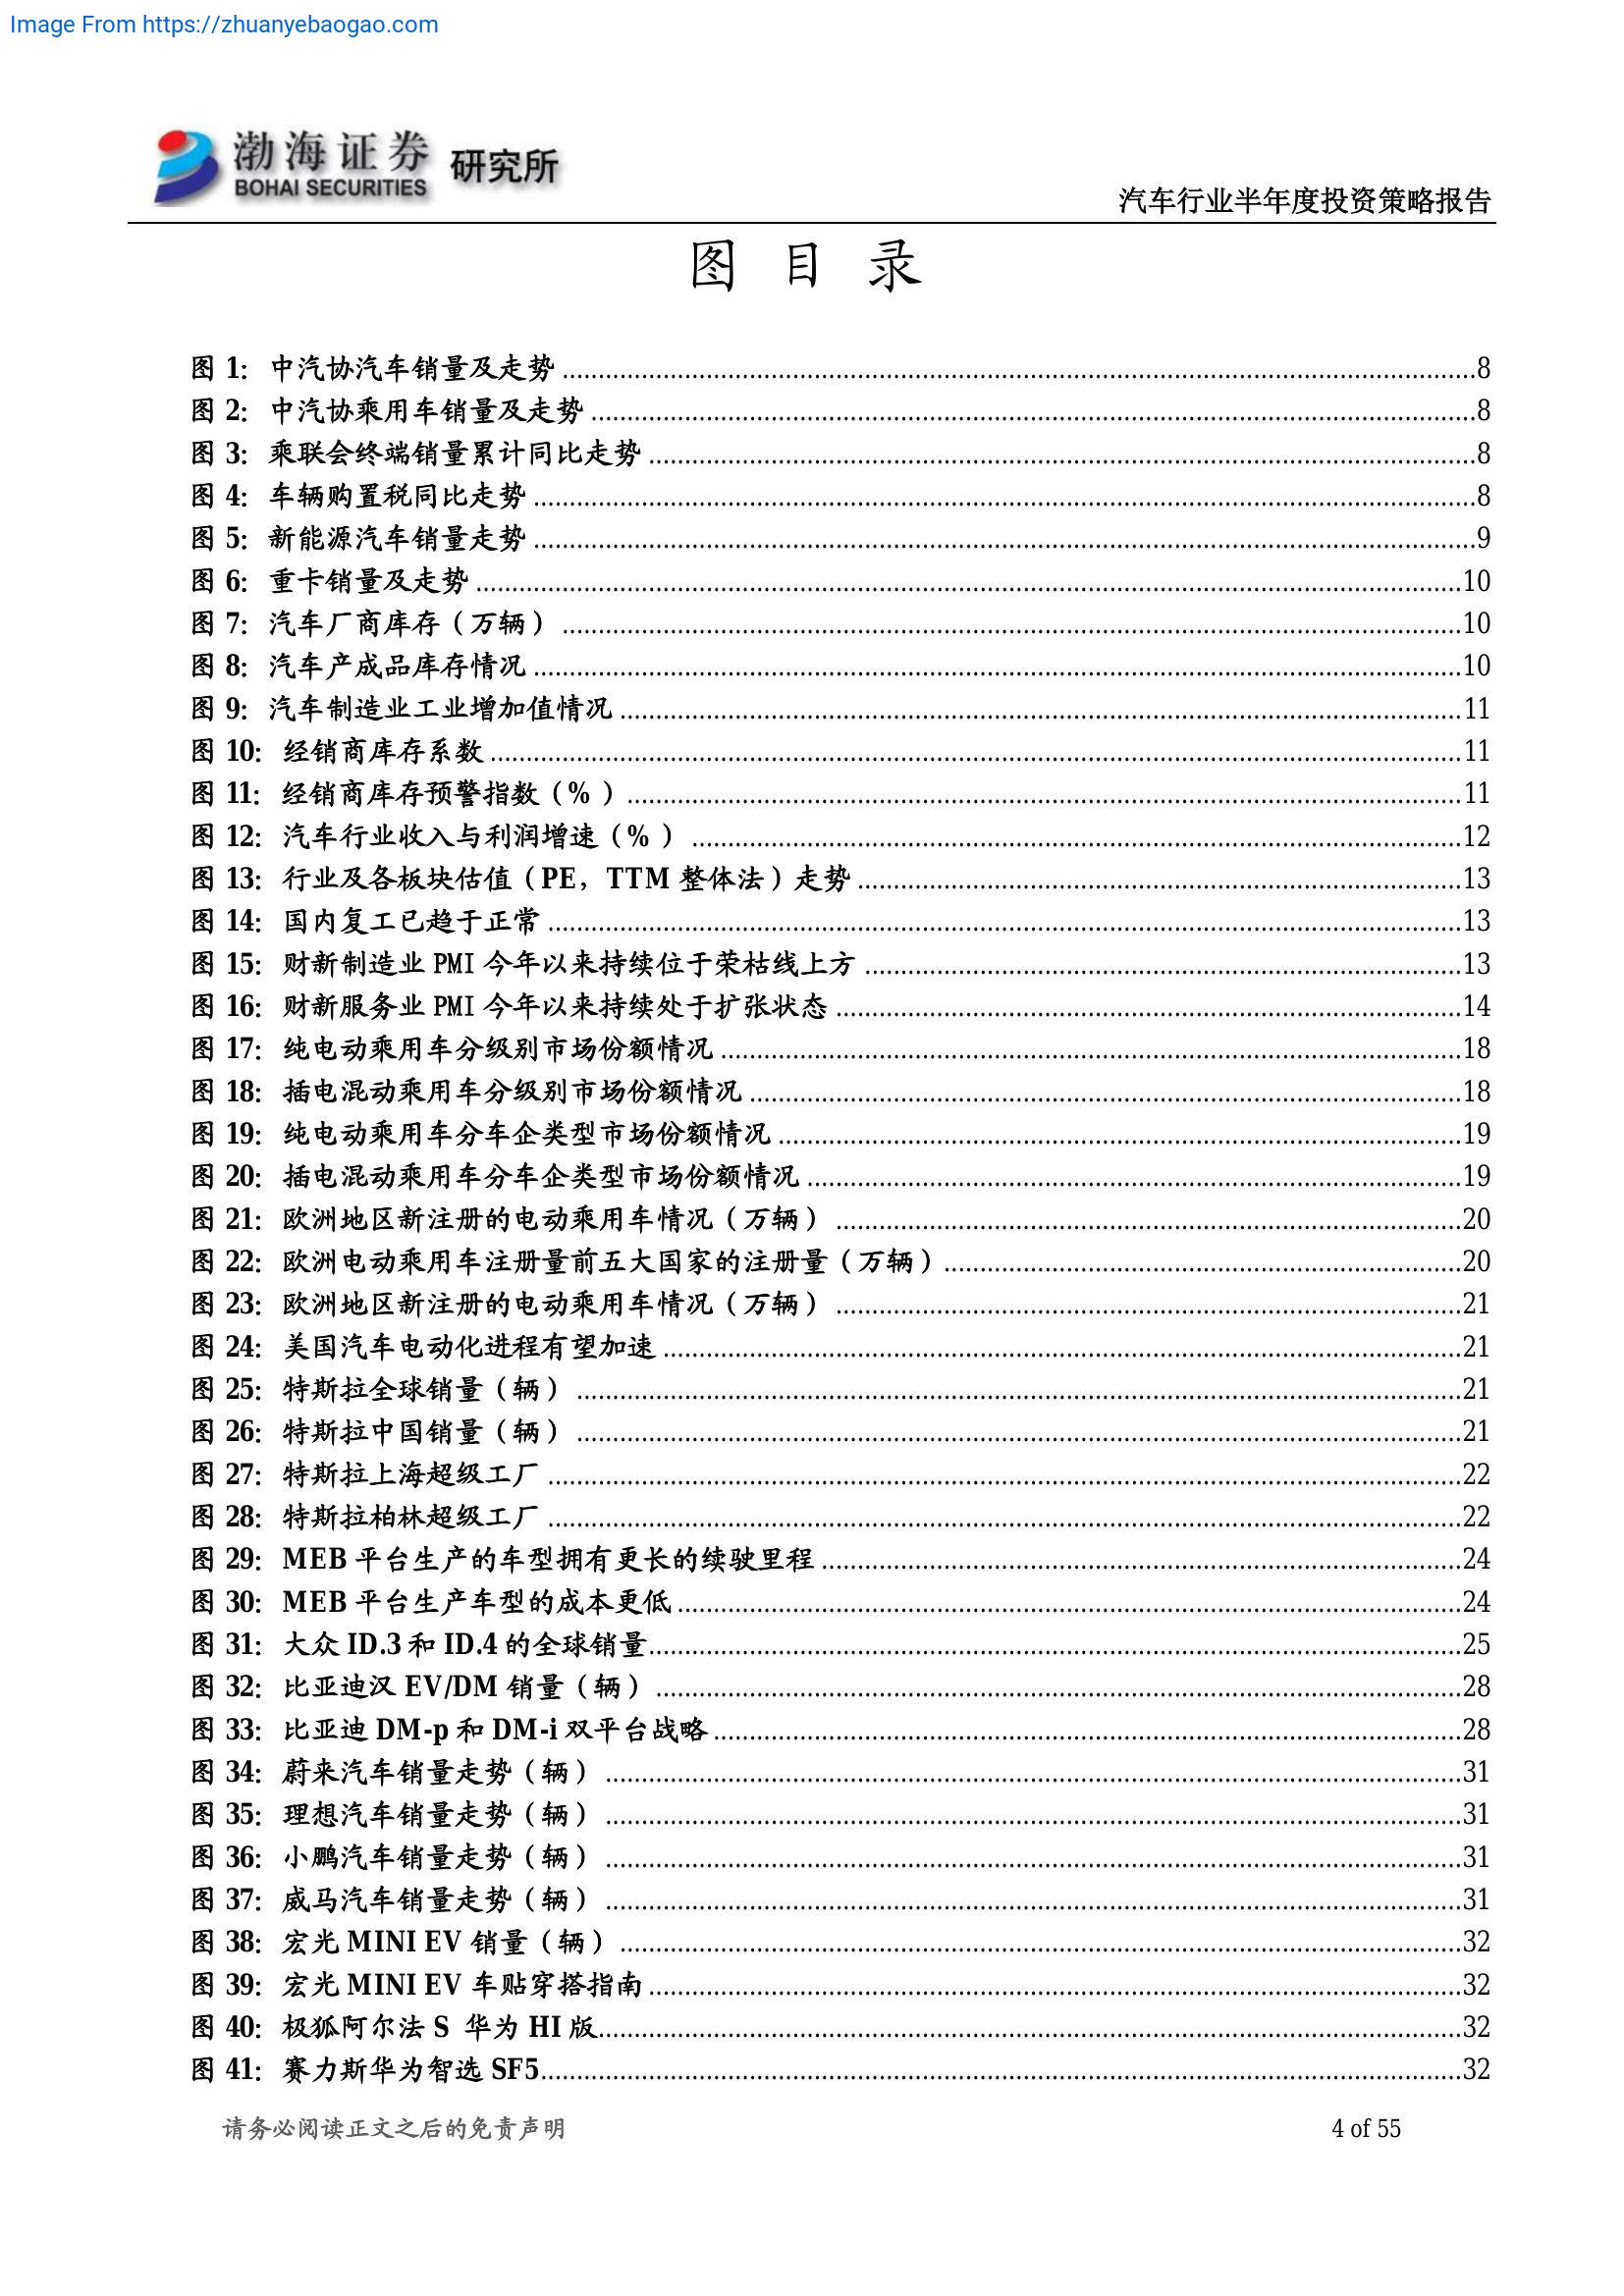 Image From https://zhuanyebaogao.com
渤海证券 研究所
BOHAI SECURITIES
汽车行业半年度投资策略报告
图 目 录
图 1：中汽协汽车销量及走势 ........ 8
图 2：中汽协乘用车销量及走势 ........ 8
图 3：乘联会终端销量累计同比走势 ........ 8
图 4：车辆购置税同比走势 ........ 8
图 5：新能源汽车销量走势 ........ 9
图 6：重卡销量及走势 ........ 10
图 7：汽车厂商库存（万辆） ........ 10
图 8：汽车产成品库存情况 ........ 10
图 9：汽车制造业工业增加值情况 ........ 11
图 10：经销商库存系数 ........ 11
图 11：经销商库存预警指数（%） ........ 11
图 12：汽车行业收入与利润增速（%） ........ 12
图 13：行业及各板块估值（PE，TTM 整体法）走势 ........ 13
图 14：国内复工已趋于正常 ........ 13
图 15：财新制造业 PMI 今年以来持续位于荣枯线上方 ........ 13
图 16：财新服务业 PMI 今年以来持续处于扩张状态 ........ 14
图 17：纯电动乘用车分级别市场份额情况 ........ 18
图 18：插电混动乘用车分级别市场份额情况 ........ 18
图 19：纯电动乘用车分车企类型市场份额情况 ........ 19
图 20：插电混动乘用车分车企类型市场份额情况 ........ 19
图 21：欧洲地区新注册的电动乘用车情况（万辆） ........ 20
图 22：欧洲电动乘用车注册量前五大国家的注册量（万辆） ........ 20
图 23：欧洲地区新注册的电动乘用车情况（万辆） ........ 21
图 24：美国汽车电动化进程有望加速 ........ 21
图 25：特斯拉全球销量（辆） ........ 21
图 26：特斯拉中国销量（辆） ........ 21
图 27：特斯拉上海超级工厂 ........ 22
图 28：特斯拉柏林超级工厂 ........ 22
图 29：MEB 平台生产的车型拥有更长的续驶里程 ........ 24
图 30：MEB 平台生产车型的成本更低 ........ 24
图 31：大众 ID.3 和 ID.4 的全球销量 ........ 25
图 32：比亚迪汉 EV/DM 销量（辆） ........ 28
图 33：比亚迪 DM-p 和 DM-i 双平台战略 ........ 28
图 34：蔚来汽车销量走势（辆） ........ 31
图 35：理想汽车销量走势（辆） ........ 31
图 36：小鹏汽车销量走势（辆） ........ 31
图 37：威马汽车销量走势（辆） ........ 31
图 38：宏光 MINI EV 销量（辆） ........ 32
图 39：宏光 MINI EV 车贴穿搭指南 ........ 32
图 40：极狐阿尔法 S 华为 HI 版 ........ 32
图 41：赛力斯华为智选 SF5 ........ 32
请务必阅读正文之后的免责声明 4 of 55